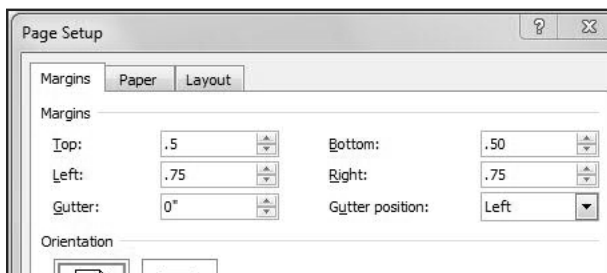 Page Setup
Margins Paper Layout
Margins
Top: .5 Bottom: .50
Left: .75 Right: .75
Gutter: 0" Gutter position: Left
Orientation